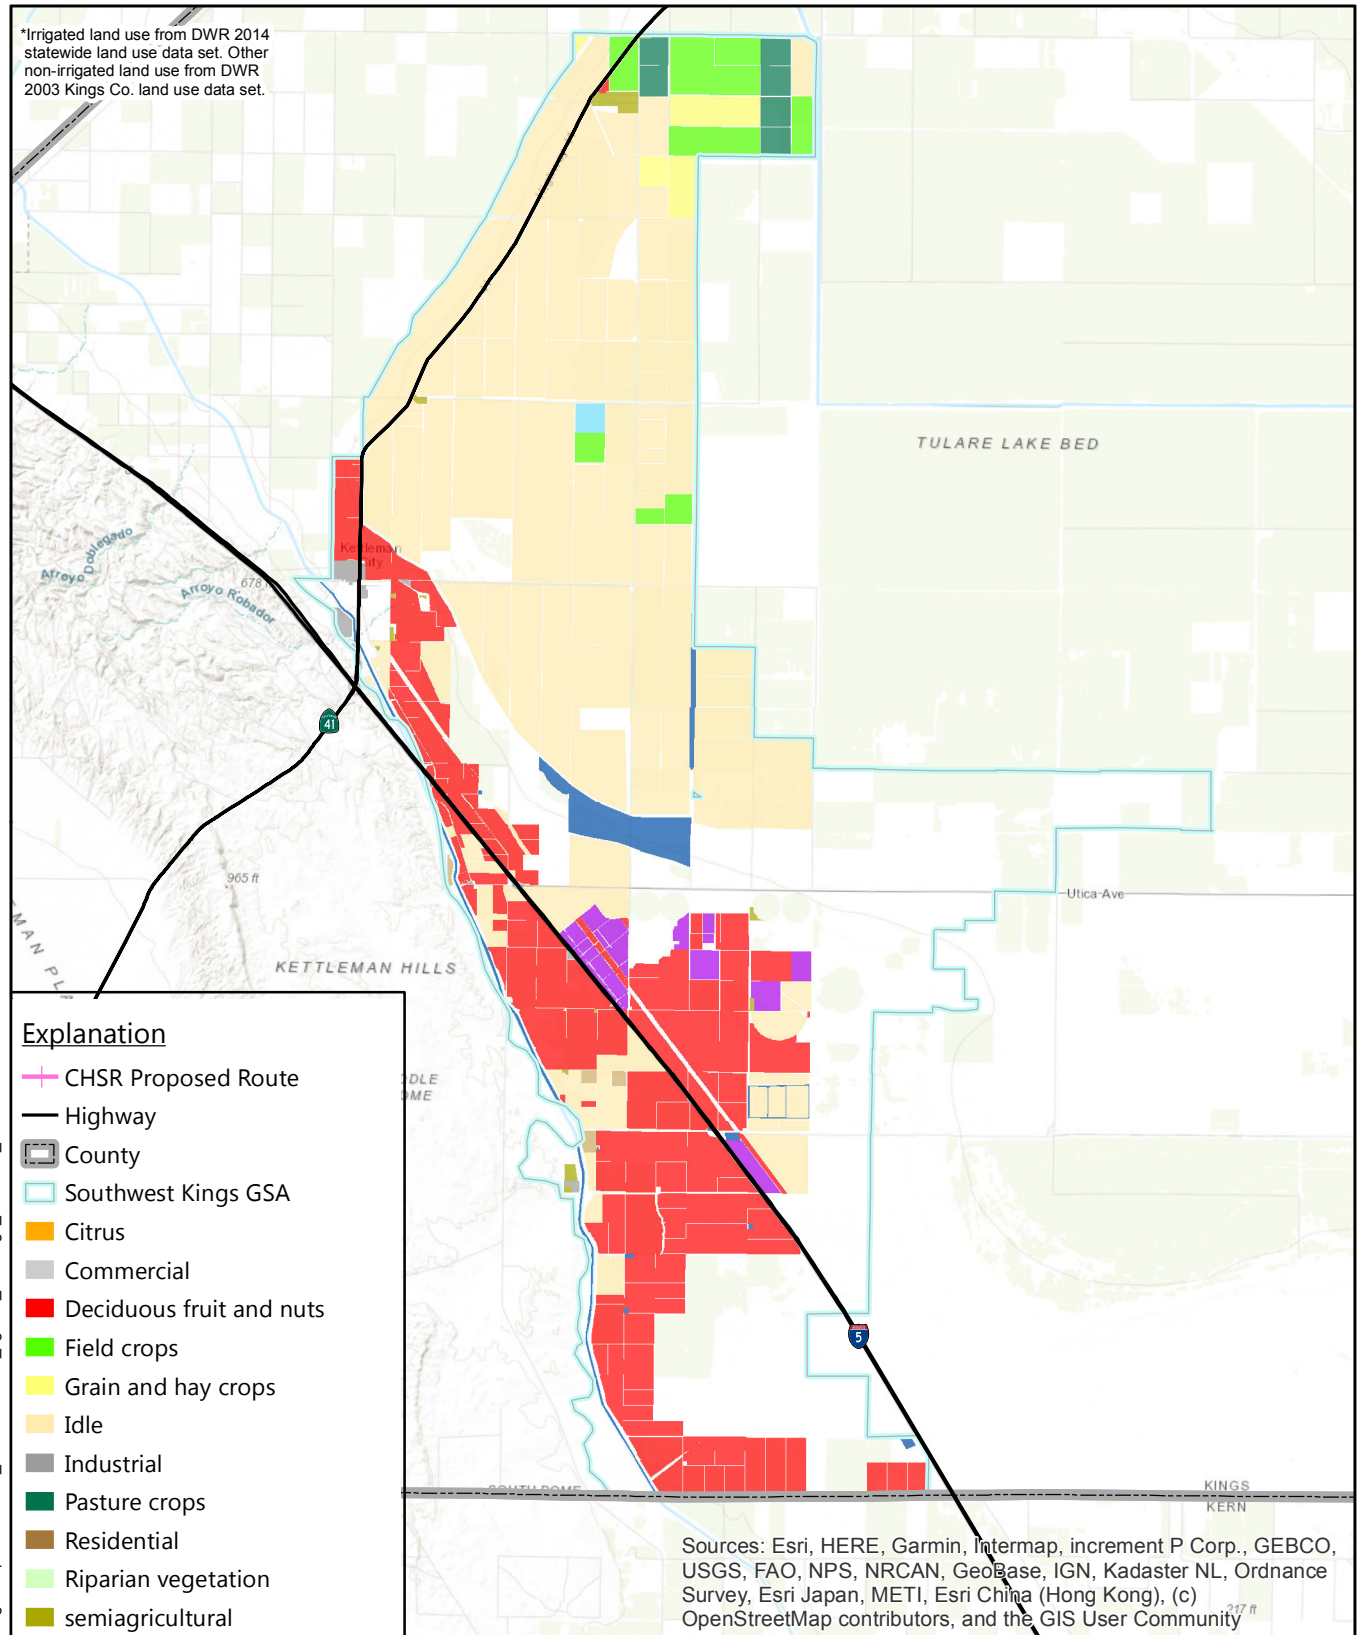 *Irrigated land use from DWR 2014
statewide land use data set. Other
non-irrigated land use from DWR
2003 Kings Co. land use data set.
TULARE LAKE BED
Kettleman
City
Arroyo Doblegado
678
Arroyo Robador
41
965 ft
Utica Ave
KETTLEMAN HILLS
5
SOUTH DOME
KINGS
KERN
217 ft
Explanation
CHSR Proposed Route
Highway
County
Southwest Kings GSA
Citrus
Commercial
Deciduous fruit and nuts
Field crops
Grain and hay crops
Idle
Industrial
Pasture crops
Residential
Riparian vegetation
semiagricultural
Sources: Esri, HERE, Garmin, Intermap, increment P Corp., GEBCO,
USGS, FAO, NPS, NRCAN, GeoBase, IGN, Kadaster NL, Ordnance
Survey, Esri Japan, METI, Esri China (Hong Kong), (c)
OpenStreetMap contributors, and the GIS User Community